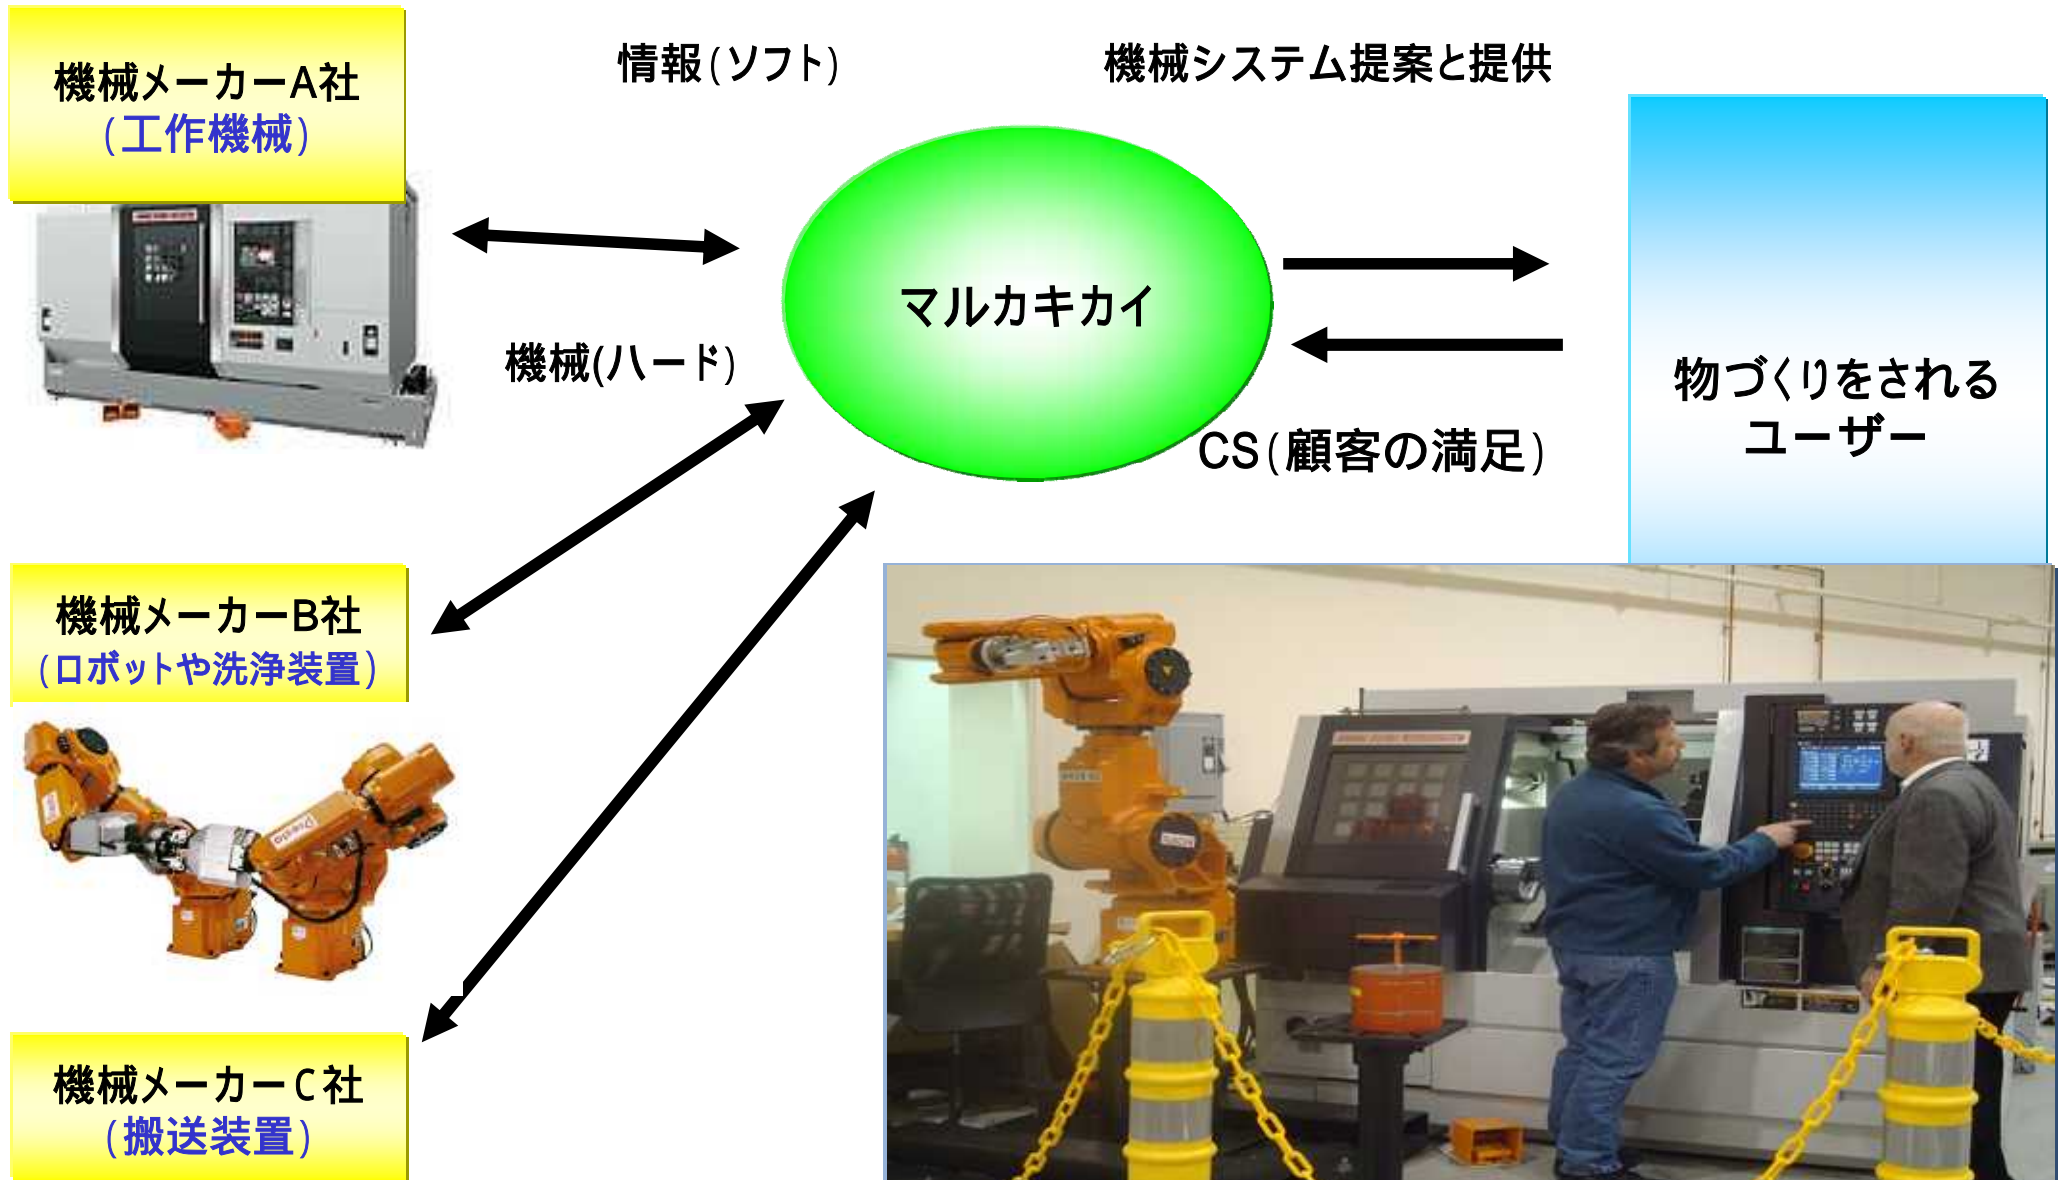 機械メーカーA社
(工作機械)
情報(ソフト)
機械システム提案と提供
マルカキカイ
機械(ハード)
物づくりをされる
ユーザー
CS(顧客の満足)
機械メーカーB社
(ロボットや洗浄装置)
Presto
機械メーカーC社
(搬送装置)